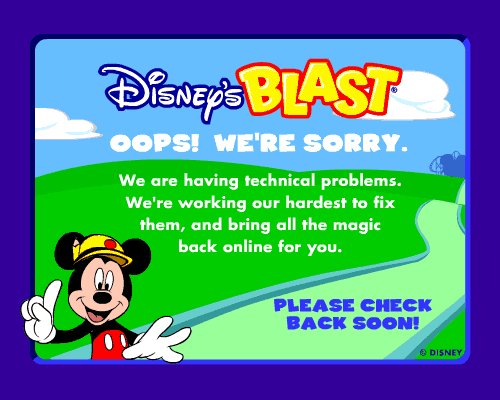 Disney's BLAST®
OOPS! WE'RE SORRY.
We are having technical problems.
We're working our hardest to fix
them, and bring all the magic
back online for you.
PLEASE CHECK
BACK SOON!
© DISNEY